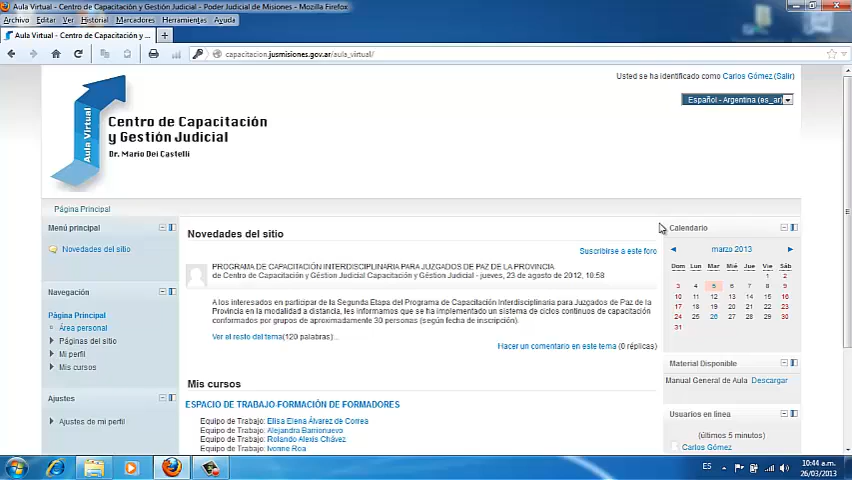 Aula Virtual - Centro de Capacitación y Gestión Judicial - Poder Judicial de Misiones - Mozilla Firefox
Archivo Editar Ver Historial Marcadores Herramientas Ayuda
Aula Virtual - Centro de Capacitación y ...
capacitacion.jusmisiones.gov.ar/aula_virtual/
Usted se ha identificado como Carlos Gómez (Salir)
Español - Argentina (es_ar)
Aula Virtual
Centro de Capacitación
y Gestión Judicial
Dr. Mario Dei Castelli
Página Principal
Menú principal
Novedades del sitio
Navegación
Página Principal
Área personal
Páginas del sitio
Mi perfil
Mis cursos
Ajustes
Ajustes de mi perfil
Novedades del sitio
Suscribirse a este foro
PROGRAMA DE CAPACITACIÓN INTERDISCIPLINARIA PARA JUZGADOS DE PAZ DE LA PROVINCIA
de Centro de Capacitación y Gestion Judicial Capacitación y Gestión Judicial - jueves, 23 de agosto de 2012, 10:58
A los interesados en participar de la Segunda Etapa del Programa de Capacitación Interdisciplinaria para Juzgados de Paz de la
Provincia en la modalidad a distancia, les informamos que se ha implementado un sistema de ciclos continuos de capacitación
conformados por grupos de aproximadamente 30 personas (según fecha de inscripción).
Ver el resto del tema(120 palabras)...
Hacer un comentario en este tema (0 réplicas)
Mis cursos
ESPACIO DE TRABAJO-FORMACIÓN DE FORMADORES
Equipo de Trabajo: Elisa Elena Álvarez de Correa
Equipo de Trabajo: Alejandra Barrionuevo
Equipo de Trabajo: Rolando Alexis Chávez
Equipo de Trabajo: Ivonne Roa
Calendario
marzo 2013
Dom Lun Mar Mié Jue Vie Sáb
1 2
3 4 5 6 7 8 9
10 11 12 13 14 15 16
17 18 19 20 21 22 23
24 25 26 27 28 29 30
31
Material Disponible
Manual General de Aula Descargar
Usuarios en línea
(últimos 5 minutos)
Carlos Gómez
ES
10:44 a.m.
26/03/2013